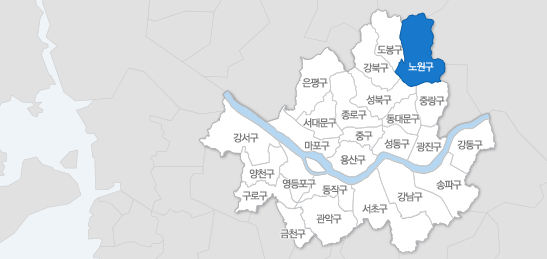 도봉구
노원구
강북구
은평구
성북구
중랑구
종로구
서대문구
동대문구
강서구
중구
마포구
성동구
광진구
강동구
용산구
양천구
영등포구
동작구
송파구
구로구
강남구
서초구
관악구
금천구